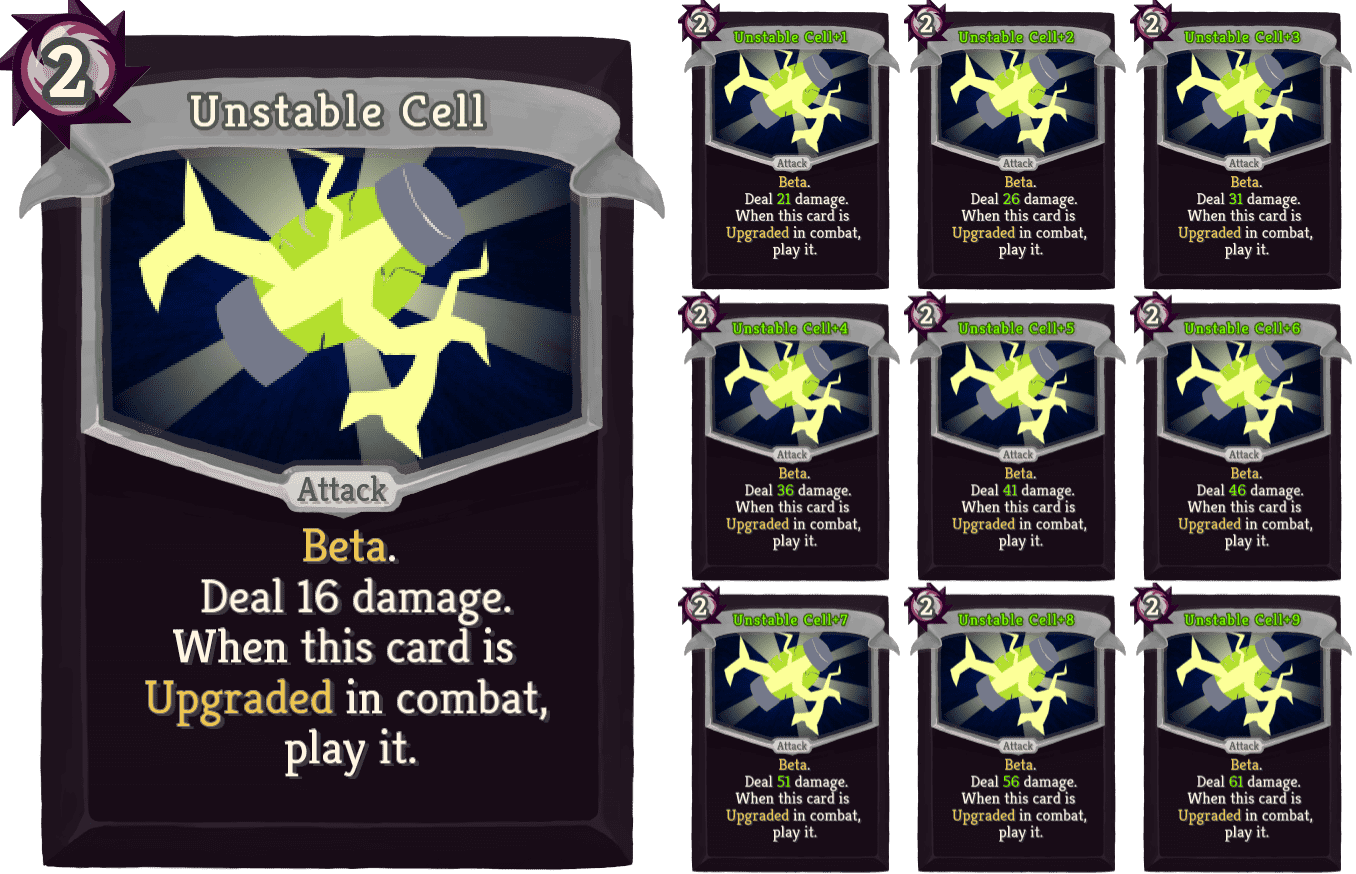 2
Unstable Cell
Attack
Beta.
Deal 16 damage.
When this card is
Upgraded in combat,
play it.
2
Unstable Cell+1
Attack
Beta.
Deal 21 damage.
When this card is
Upgraded in combat,
play it.
2
Unstable Cell+2
Attack
Beta.
Deal 26 damage.
When this card is
Upgraded in combat,
play it.
2
Unstable Cell+3
Attack
Beta.
Deal 31 damage.
When this card is
Upgraded in combat,
play it.
2
Unstable Cell+4
Attack
Beta.
Deal 36 damage.
When this card is
Upgraded in combat,
play it.
2
Unstable Cell+5
Attack
Beta.
Deal 41 damage.
When this card is
Upgraded in combat,
play it.
2
Unstable Cell+6
Attack
Beta.
Deal 46 damage.
When this card is
Upgraded in combat,
play it.
2
Unstable Cell+7
Attack
Beta.
Deal 51 damage.
When this card is
Upgraded in combat,
play it.
2
Unstable Cell+8
Attack
Beta.
Deal 56 damage.
When this card is
Upgraded in combat,
play it.
2
Unstable Cell+9
Attack
Beta.
Deal 61 damage.
When this card is
Upgraded in combat,
play it.